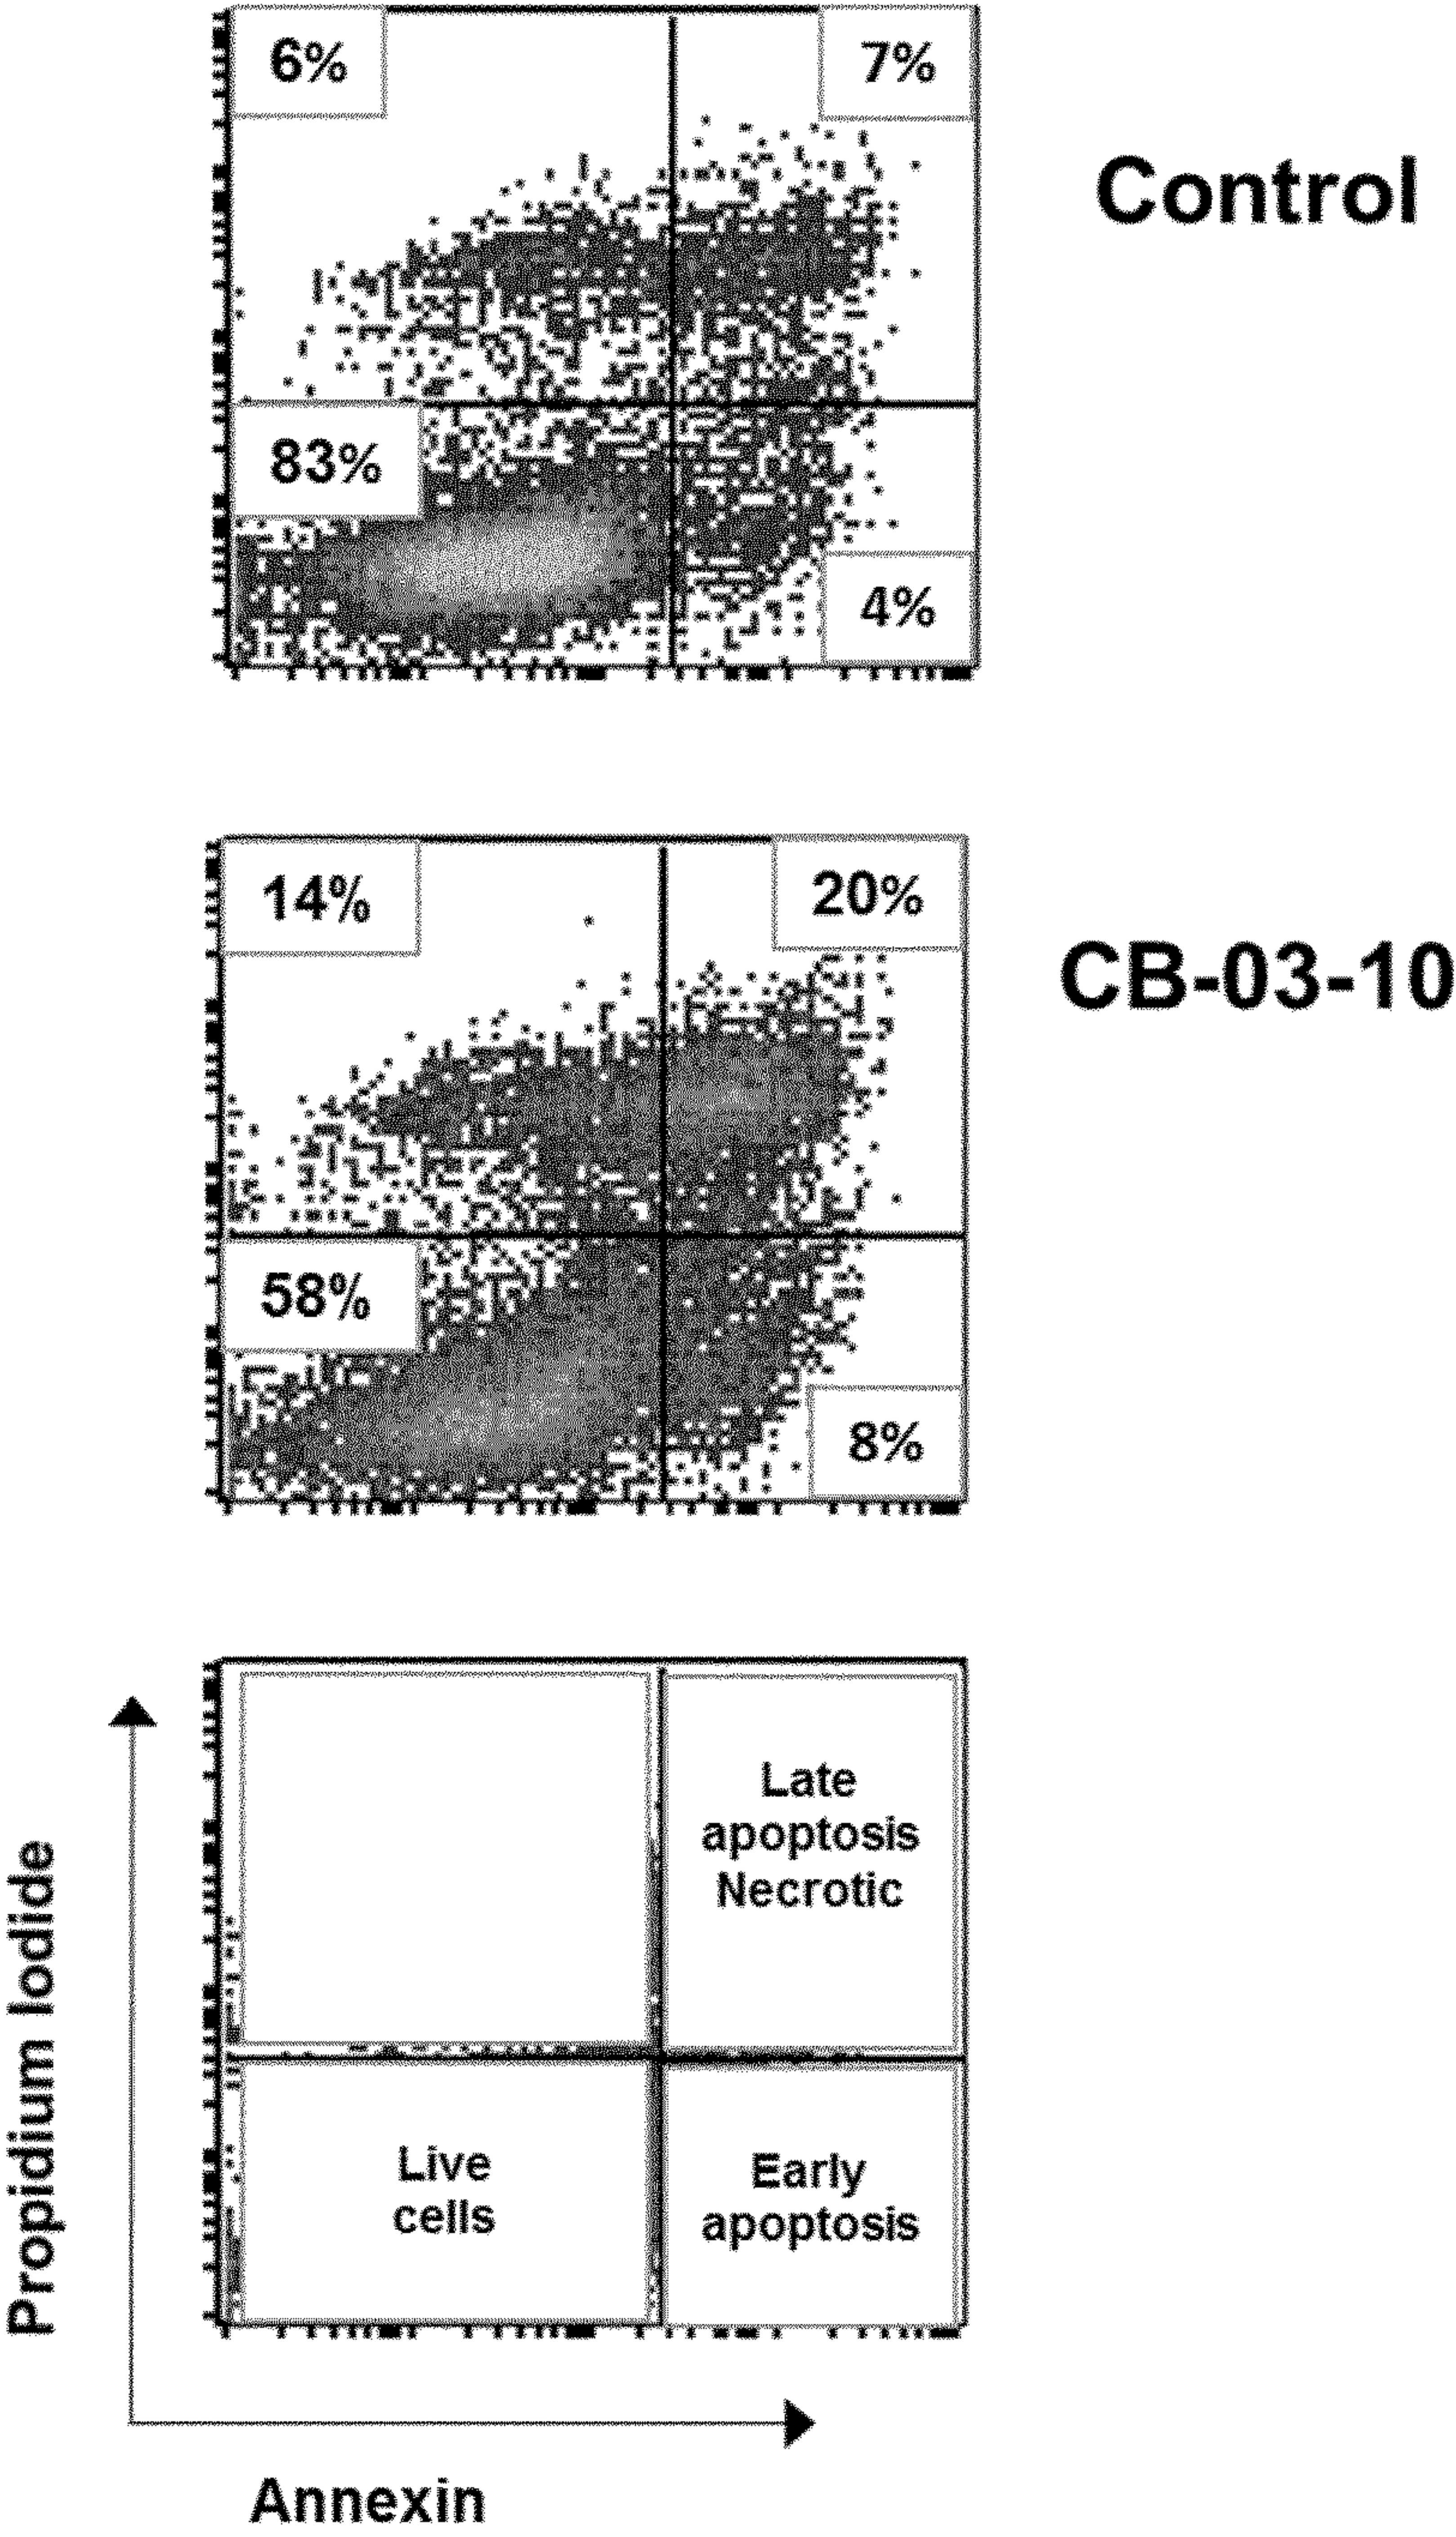 6%
7%
Control
83%
4%
14%
20%
CB-03-10
58%
8%
Late
apoptosis
Necrotic
Live
cells
Early
apoptosis
Propidium Iodide
Annexin